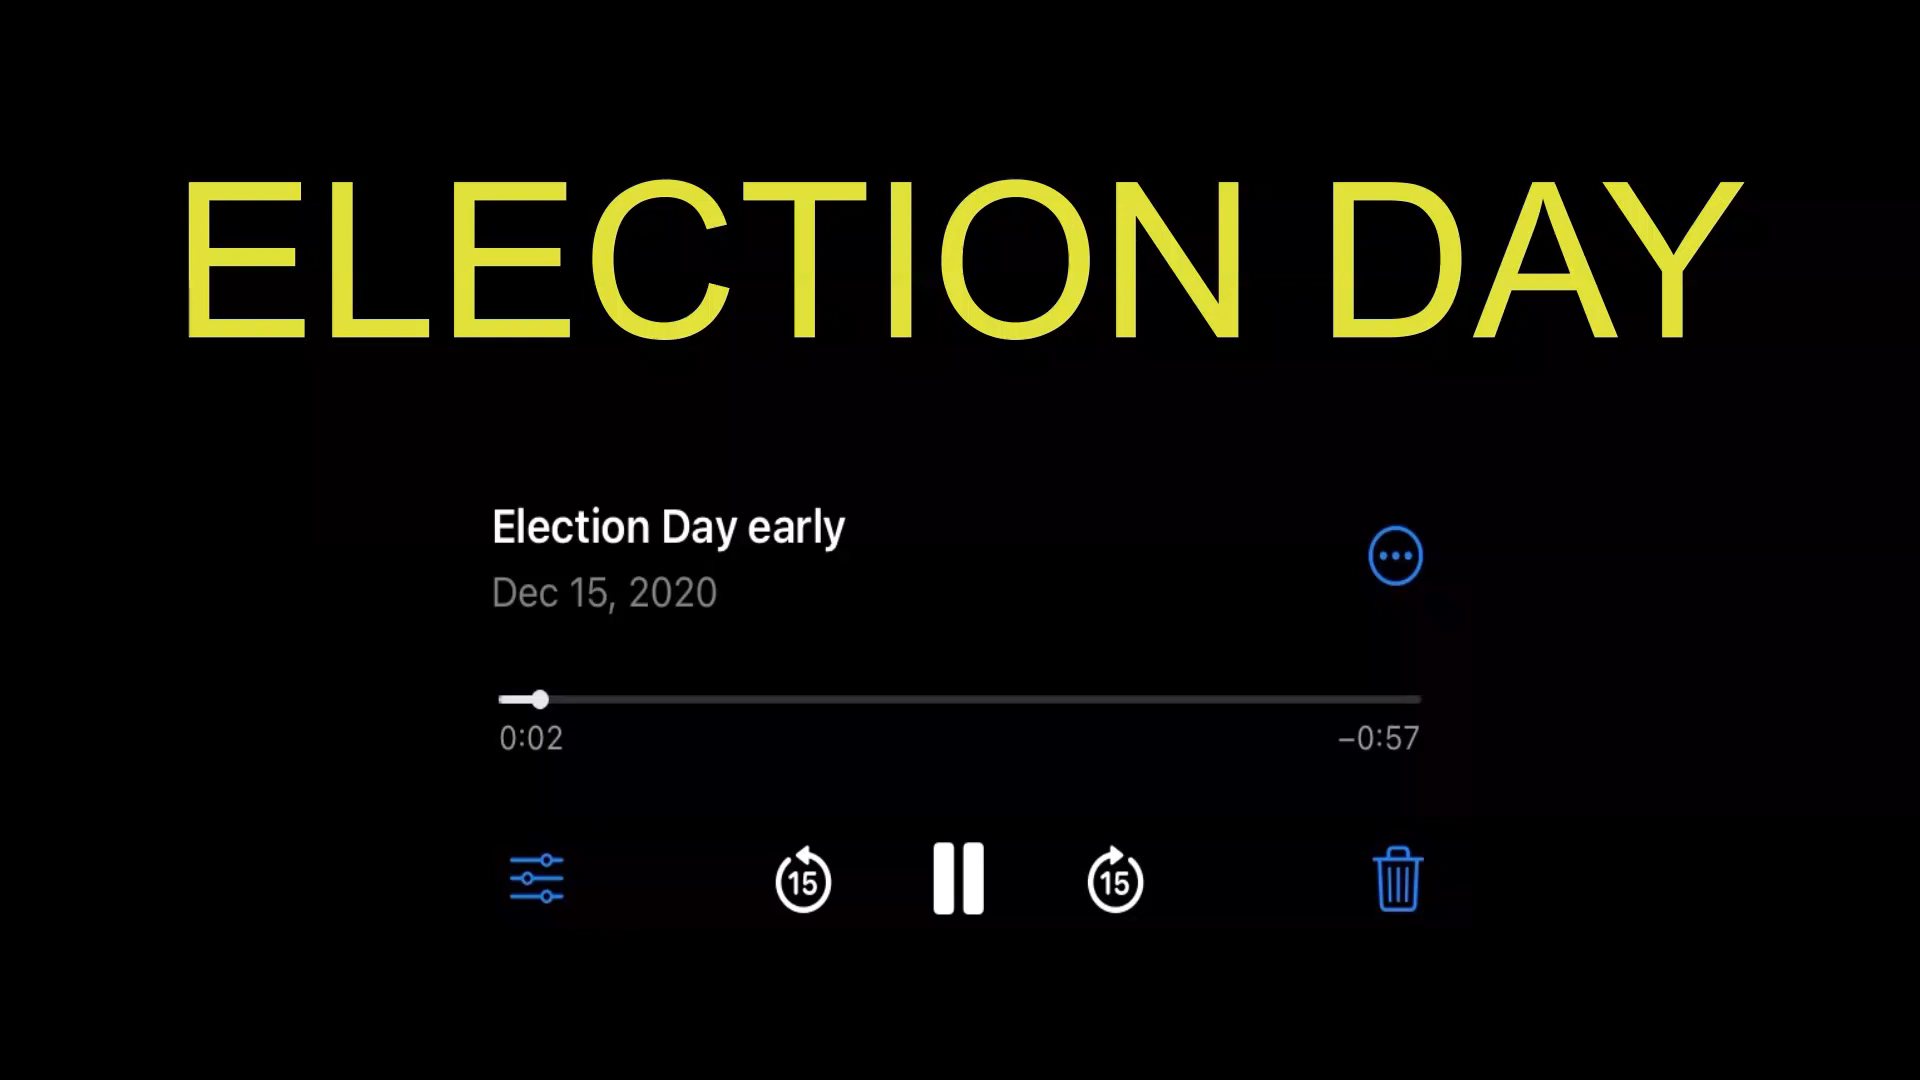 ELECTION DAY
Election Day early
Dec 15, 2020
0:02 –0:57
15 15